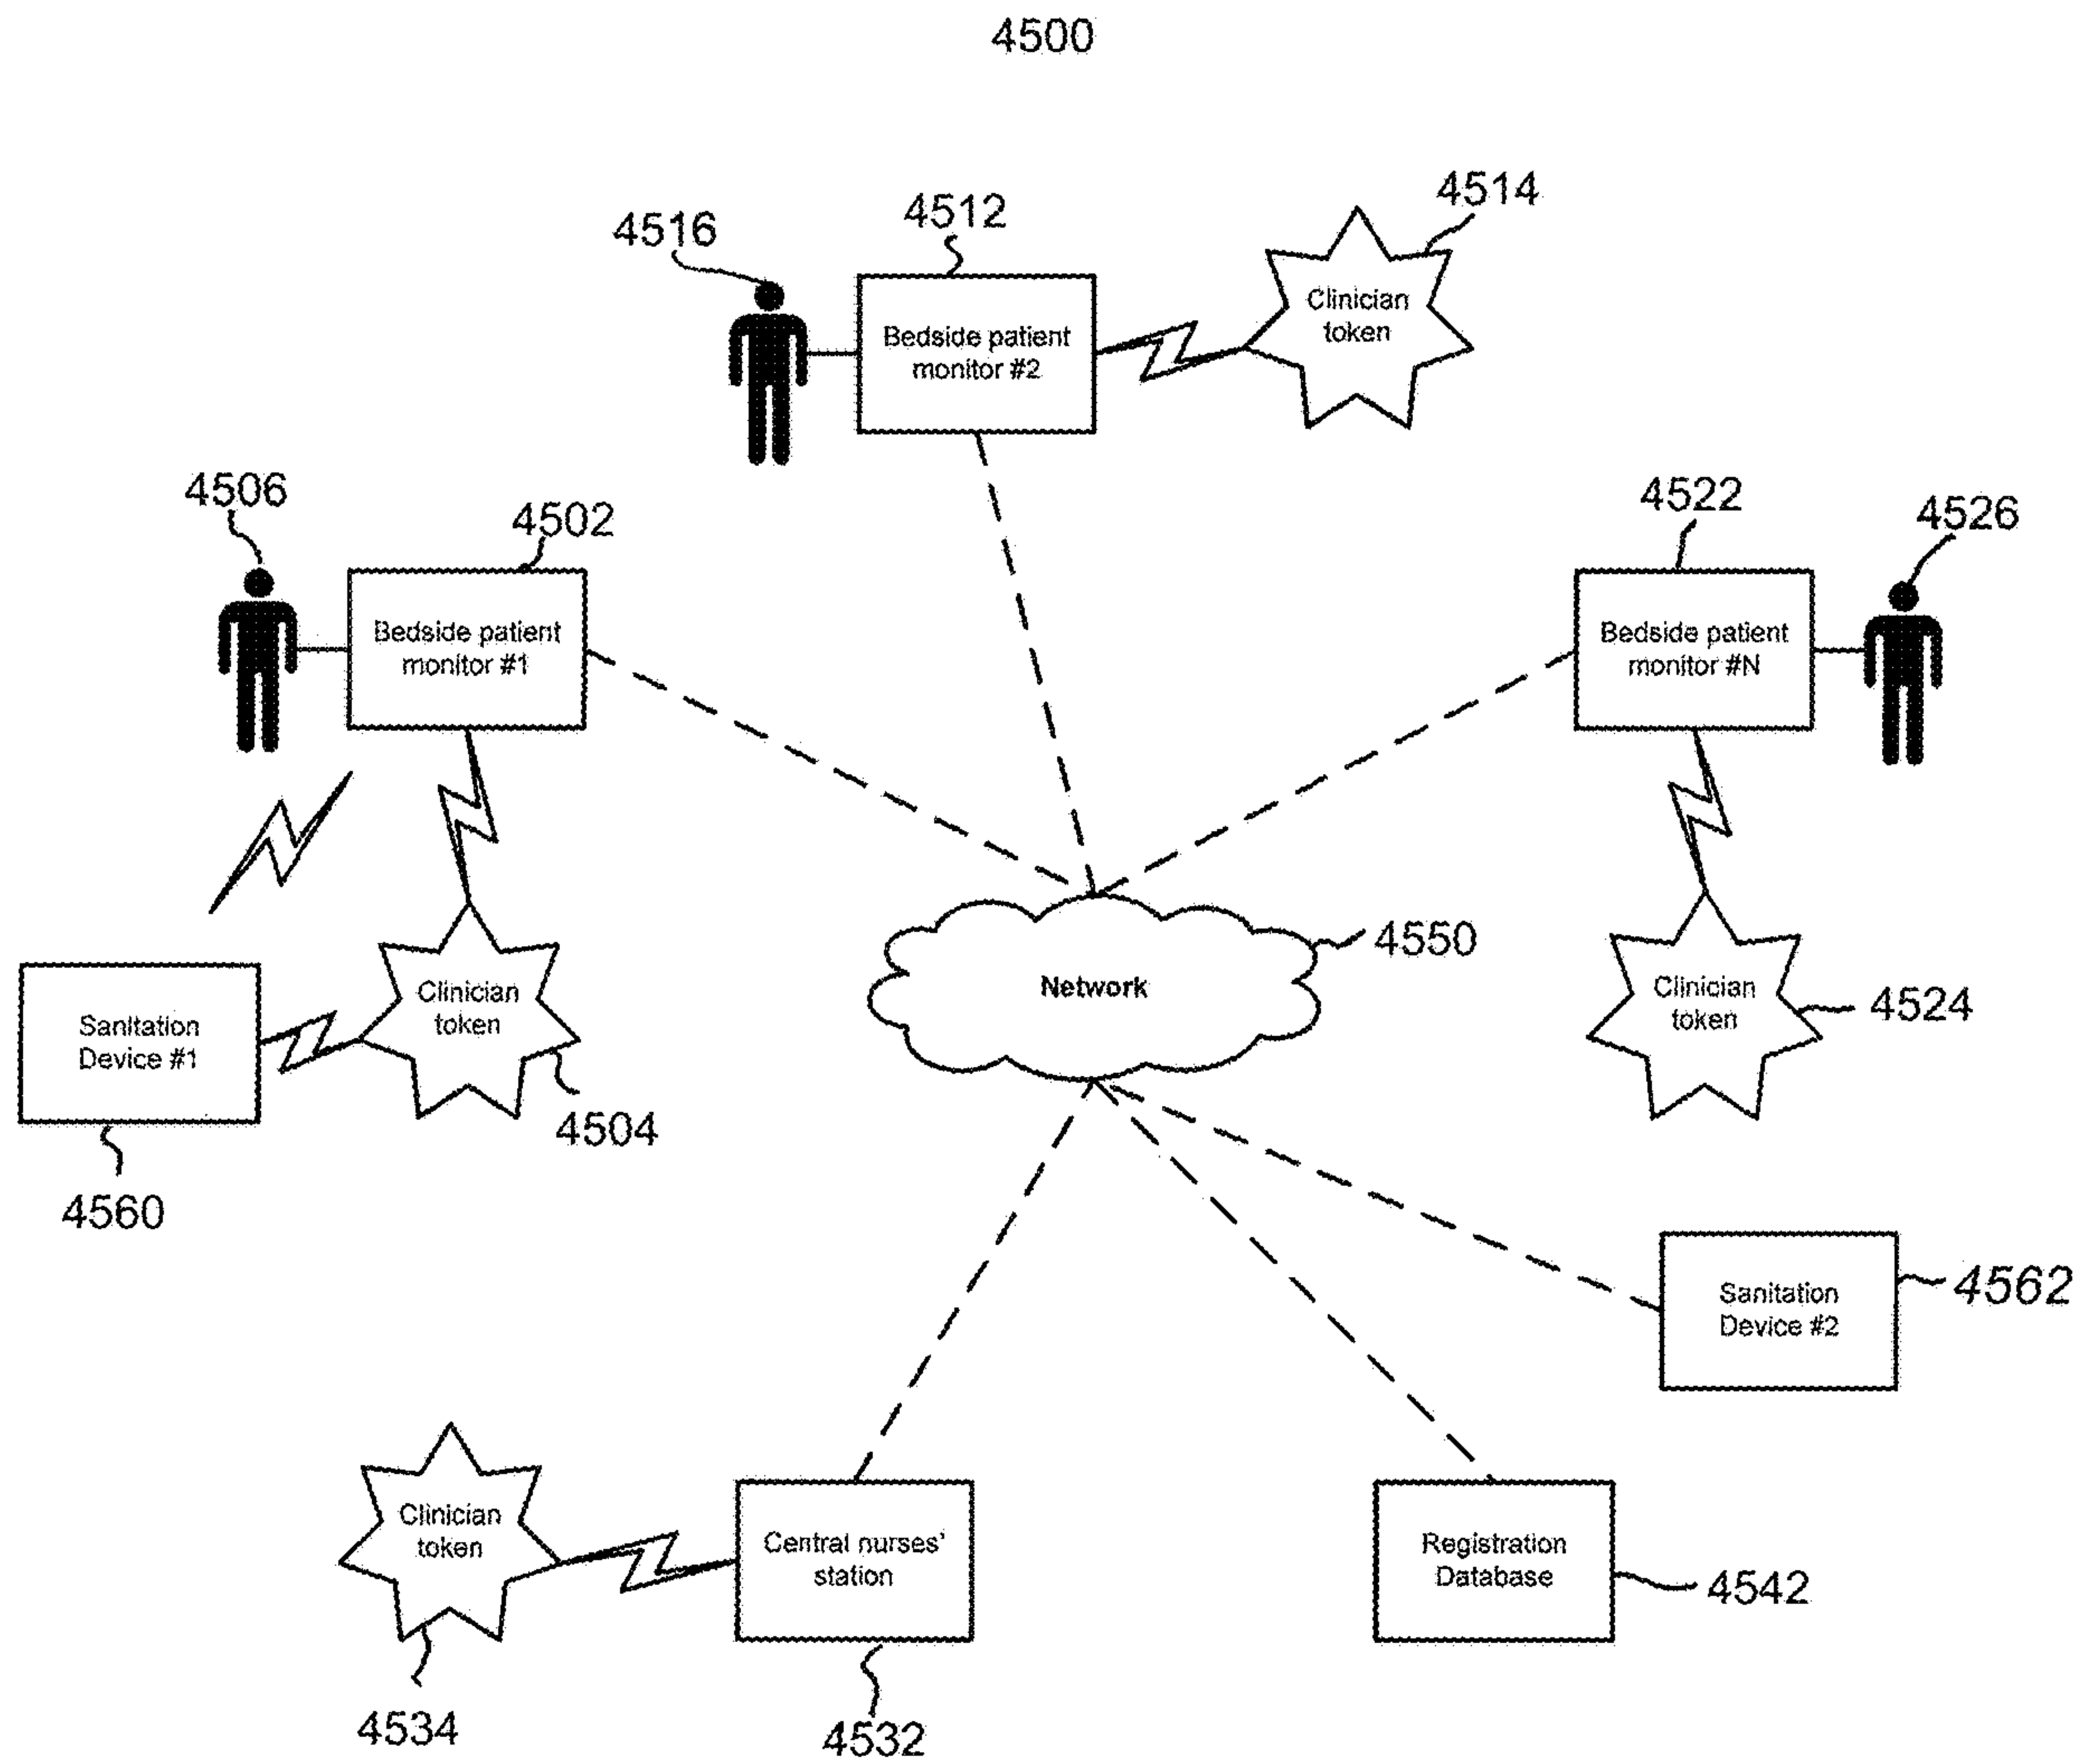 4500
4514
4512
4516
Clinician
token
Bedside patient
monitor #2
4506
4502
4522
4526
Bedside patient
monitor #1
Bedside patient
monitor #N
4550
Network
Clinician
token
Clinician
token
4524
Sanitation
Device #1
4504
4560
4562
Sanitation
Device #2
Clinician
token
Central nurses'
station
Registration
Database
4542
4534
4532